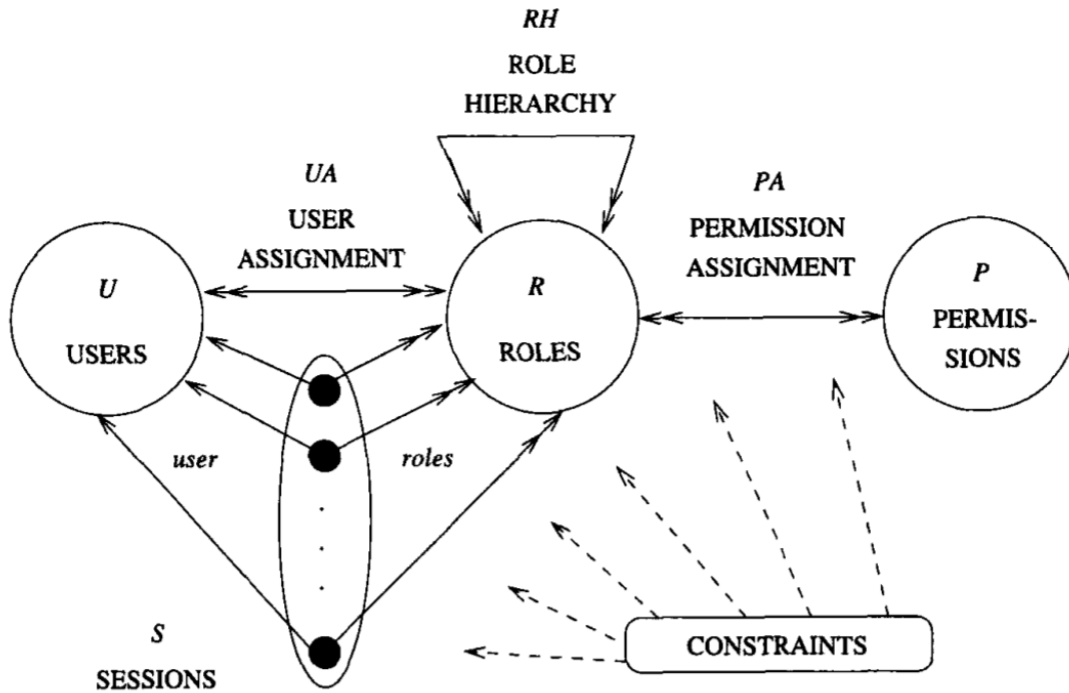 RH
ROLE
HIERARCHY
UA
USER
ASSIGNMENT
PA
PERMISSION
ASSIGNMENT
U
USERS
R
ROLES
P
PERMIS-
SIONS
user
roles
S
SESSIONS
CONSTRAINTS